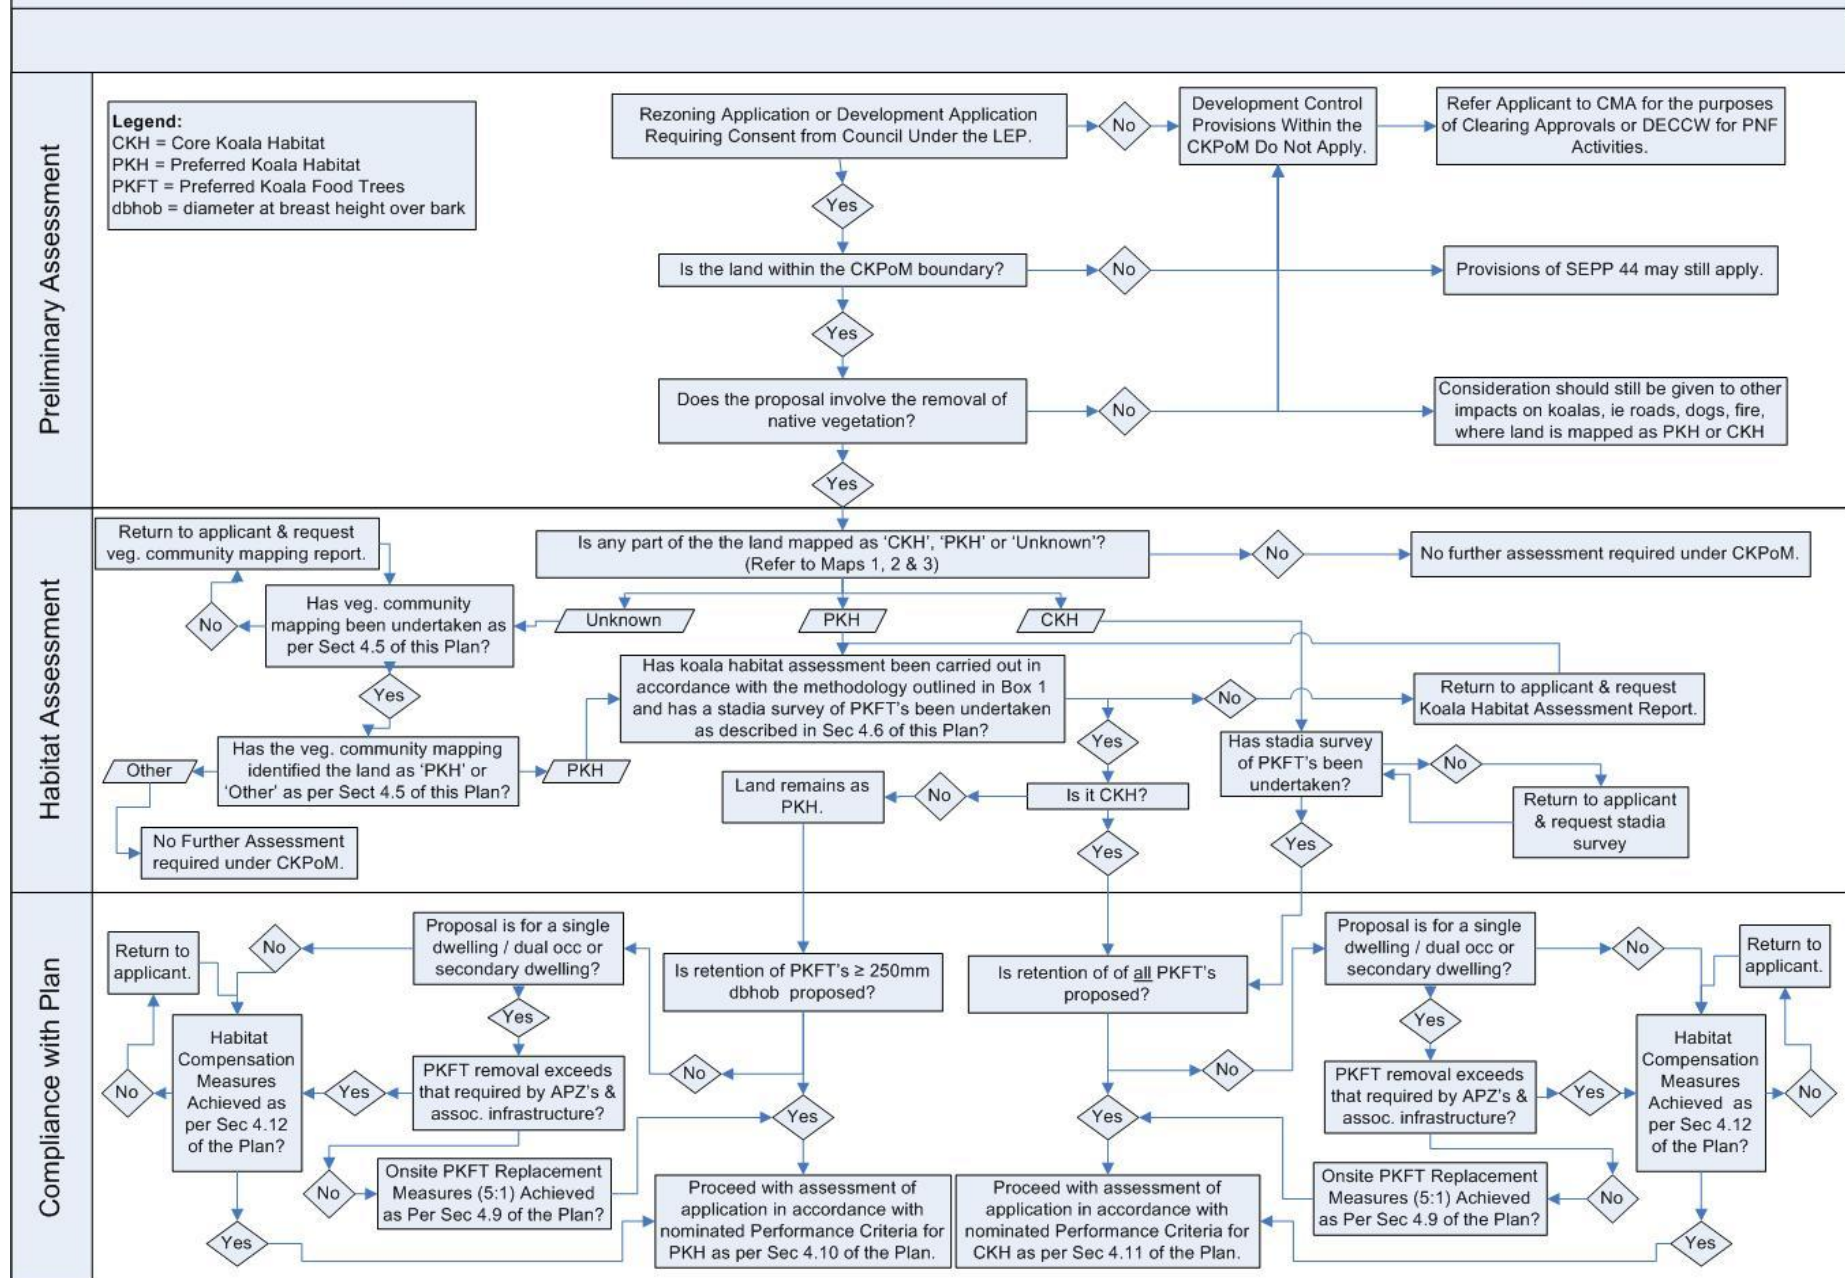 Preliminary Assessment
Legend:
CKH = Core Koala Habitat
PKH = Preferred Koala Habitat
PKFT = Preferred Koala Food Trees
dbhob = diameter at breast height over bark
Rezoning Application or Development Application
Requiring Consent from Council Under the LEP.
No
Development Control
Provisions Within the
CKPoM Do Not Apply.
Refer Applicant to CMA for the purposes
of Clearing Approvals or DECCW for PNF
Activities.
Yes
Is the land within the CKPoM boundary?
No
Provisions of SEPP 44 may still apply.
Yes
Does the proposal involve the removal of
native vegetation?
No
Consideration should still be given to other
impacts on koalas, ie roads, dogs, fire,
where land is mapped as PKH or CKH
Yes
Habitat Assessment
Return to applicant & request
veg. community mapping report.
Is any part of the the land mapped as 'CKH', 'PKH' or 'Unknown'?
(Refer to Maps 1, 2 & 3)
No
No further assessment required under CKPoM.
No
Has veg. community
mapping been undertaken as
per Sect 4.5 of this Plan?
Unknown
PKH
CKH
Yes
Has koala habitat assessment been carried out in
accordance with the methodology outlined in Box 1
and has a stadia survey of PKFT's been undertaken
as described in Sec 4.6 of this Plan?
No
Return to applicant & request
Koala Habitat Assessment Report.
Other
Has the veg. community mapping
identified the land as 'PKH' or
'Other' as per Sect 4.5 of this Plan?
PKH
Yes
Has stadia survey
of PKFT's been
undertaken?
No
Land remains as
PKH.
No
Is it CKH?
Return to applicant
& request stadia
survey
No Further Assessment
required under CKPoM.
Yes
Yes
Compliance with Plan
Return to
applicant.
No
Proposal is for a single
dwelling / dual occ or
secondary dwelling?
Is retention of PKFT's ≥ 250mm
dbhob proposed?
Is retention of of all PKFT's
proposed?
Proposal is for a single
dwelling / dual occ or
secondary dwelling?
No
Return to
applicant.
Yes
Yes
No
Habitat
Compensation
Measures
Achieved as
per Sec 4.12
of the Plan?
Yes
PKFT removal exceeds
that required by APZ's &
assoc. infrastructure?
No
No
PKFT removal exceeds
that required by APZ's &
assoc. infrastructure?
Yes
Habitat
Compensation
Measures
Achieved as
per Sec 4.12
of the Plan?
No
Yes
Yes
No
Onsite PKFT Replacement
Measures (5:1) Achieved
as Per Sec 4.9 of the Plan?
Proceed with assessment of
application in accordance with
nominated Performance Criteria for
PKH as per Sec 4.10 of the Plan.
Proceed with assessment of
application in accordance with
nominated Performance Criteria for
CKH as per Sec 4.11 of the Plan.
Onsite PKFT Replacement
Measures (5:1) Achieved
as Per Sec 4.9 of the Plan?
No
Yes
Yes